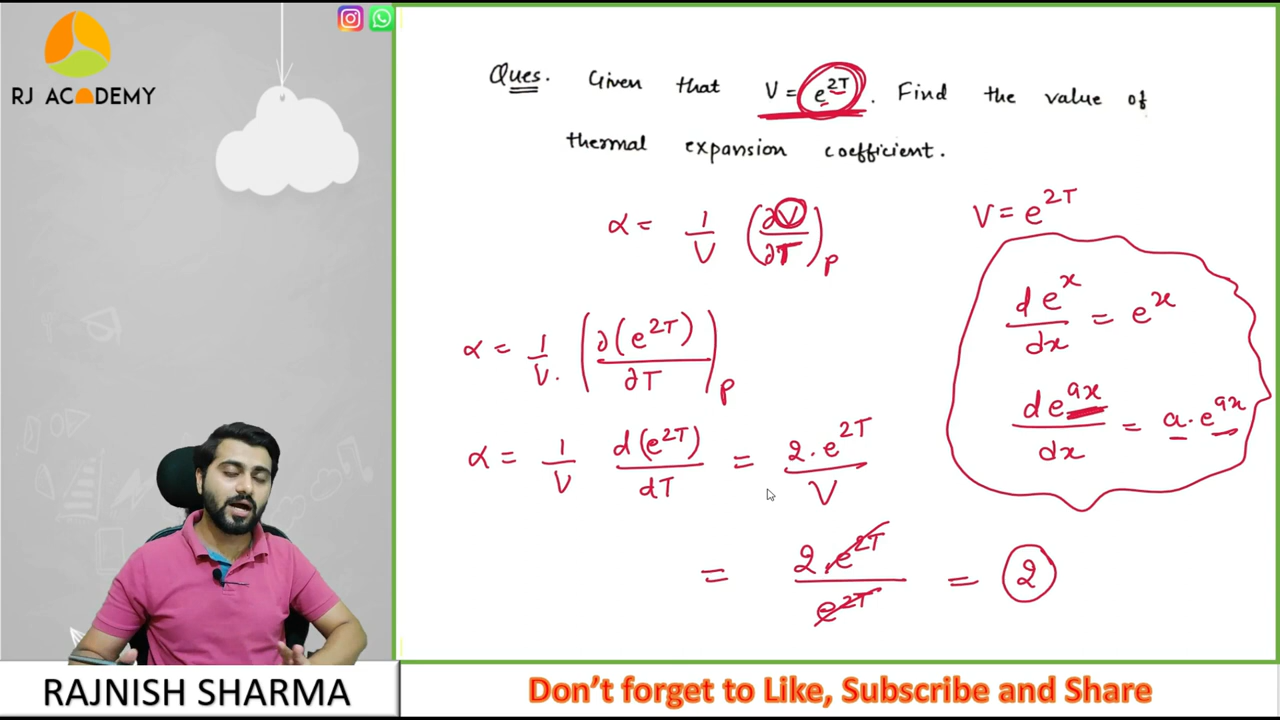 RJ ACADEMY
Ques. Given that V = e^{2T}. Find the value of
thermal expansion coefficient.
α = 1/V (∂V/∂T)_P
V = e^{2T}
α = 1/V. (∂(e^{2T})/∂T)_P
α = 1/V d(e^{2T})/dT = 2.e^{2T}/V
= 2.e^{2T}/e^{2T} = 2
de^x/dx = e^x
de^{ax}/dx = a.e^{ax}
RAJNISH SHARMA
Don't forget to Like, Subscribe and Share